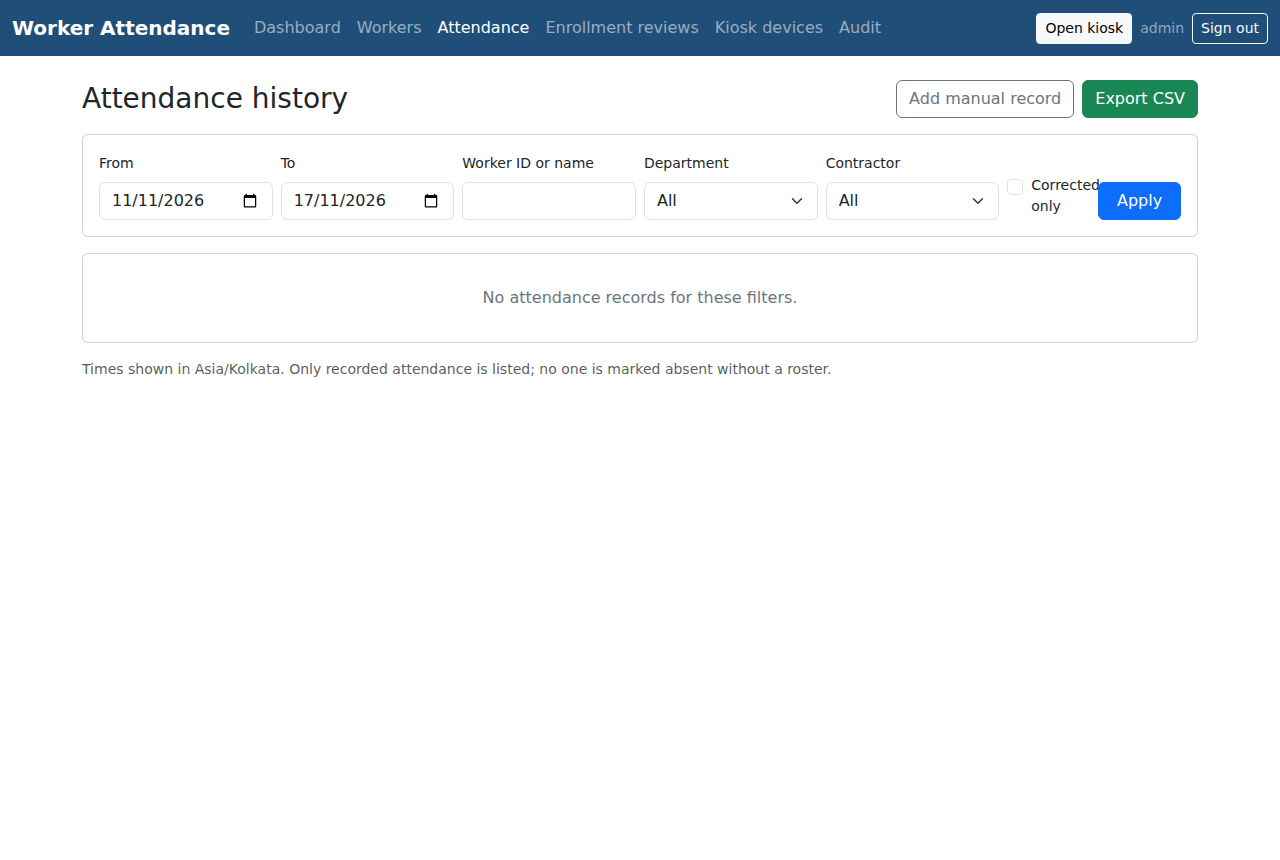 Worker Attendance Dashboard Workers Attendance Enrollment reviews Kiosk devices Audit Open kiosk admin Sign out
Attendance history Add manual record Export CSV
From To Worker ID or name Department Contractor
11/11/2026 17/11/2026 All All Corrected only Apply
No attendance records for these filters.
Times shown in Asia/Kolkata. Only recorded attendance is listed; no one is marked absent without a roster.